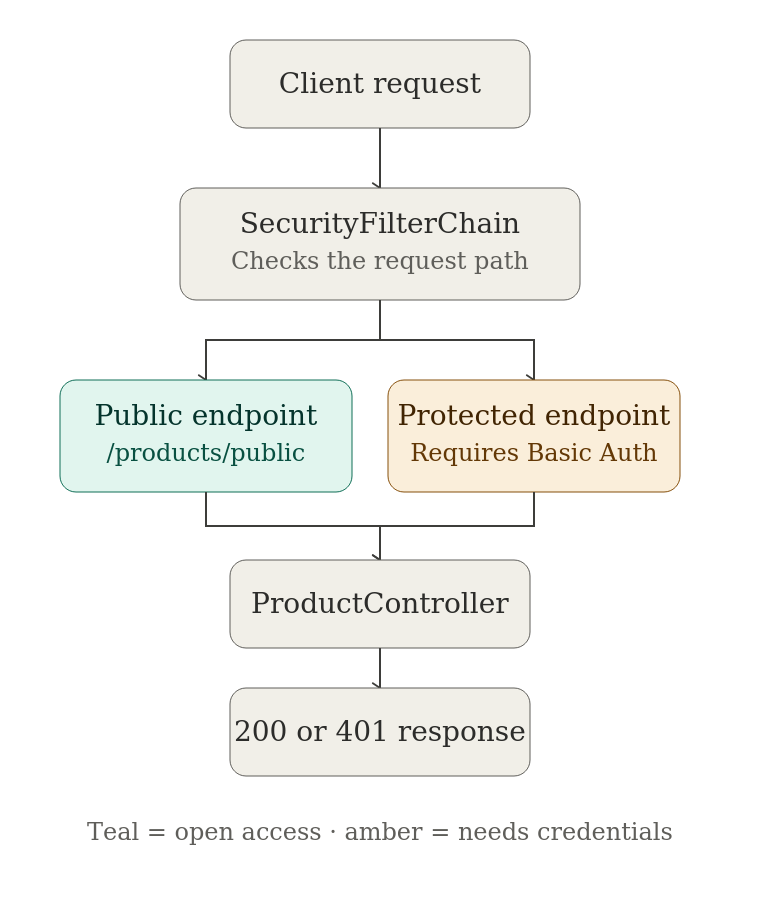 Client request
SecurityFilterChain
Checks the request path
Public endpoint
/products/public
Protected endpoint
Requires Basic Auth
ProductController
200 or 401 response
Teal = open access · amber = needs credentials